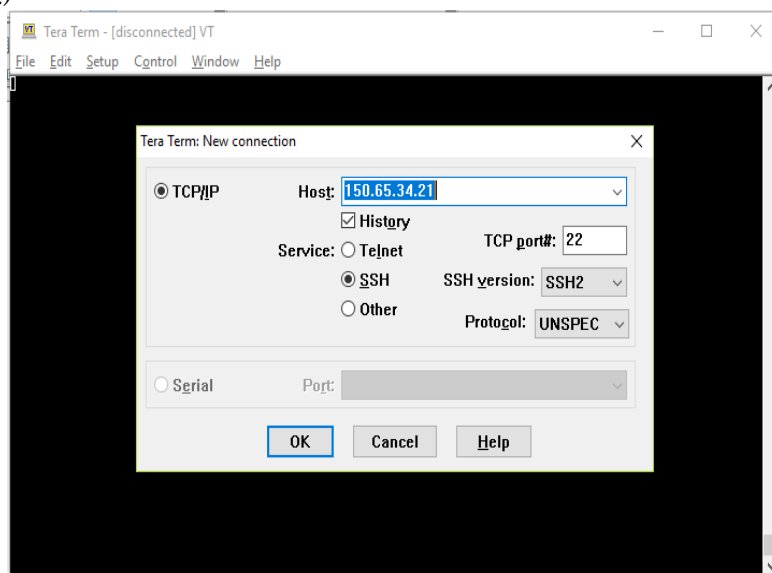 Tera Term - [disconnected] VT
File Edit Setup Control Window Help
Tera Term: New connection
TCP/IP Host: 150.65.34.21
History
Service: Telnet TCP port#: 22
SSH SSH version: SSH2
Other Protocol: UNSPEC
Serial Port:
OK Cancel Help